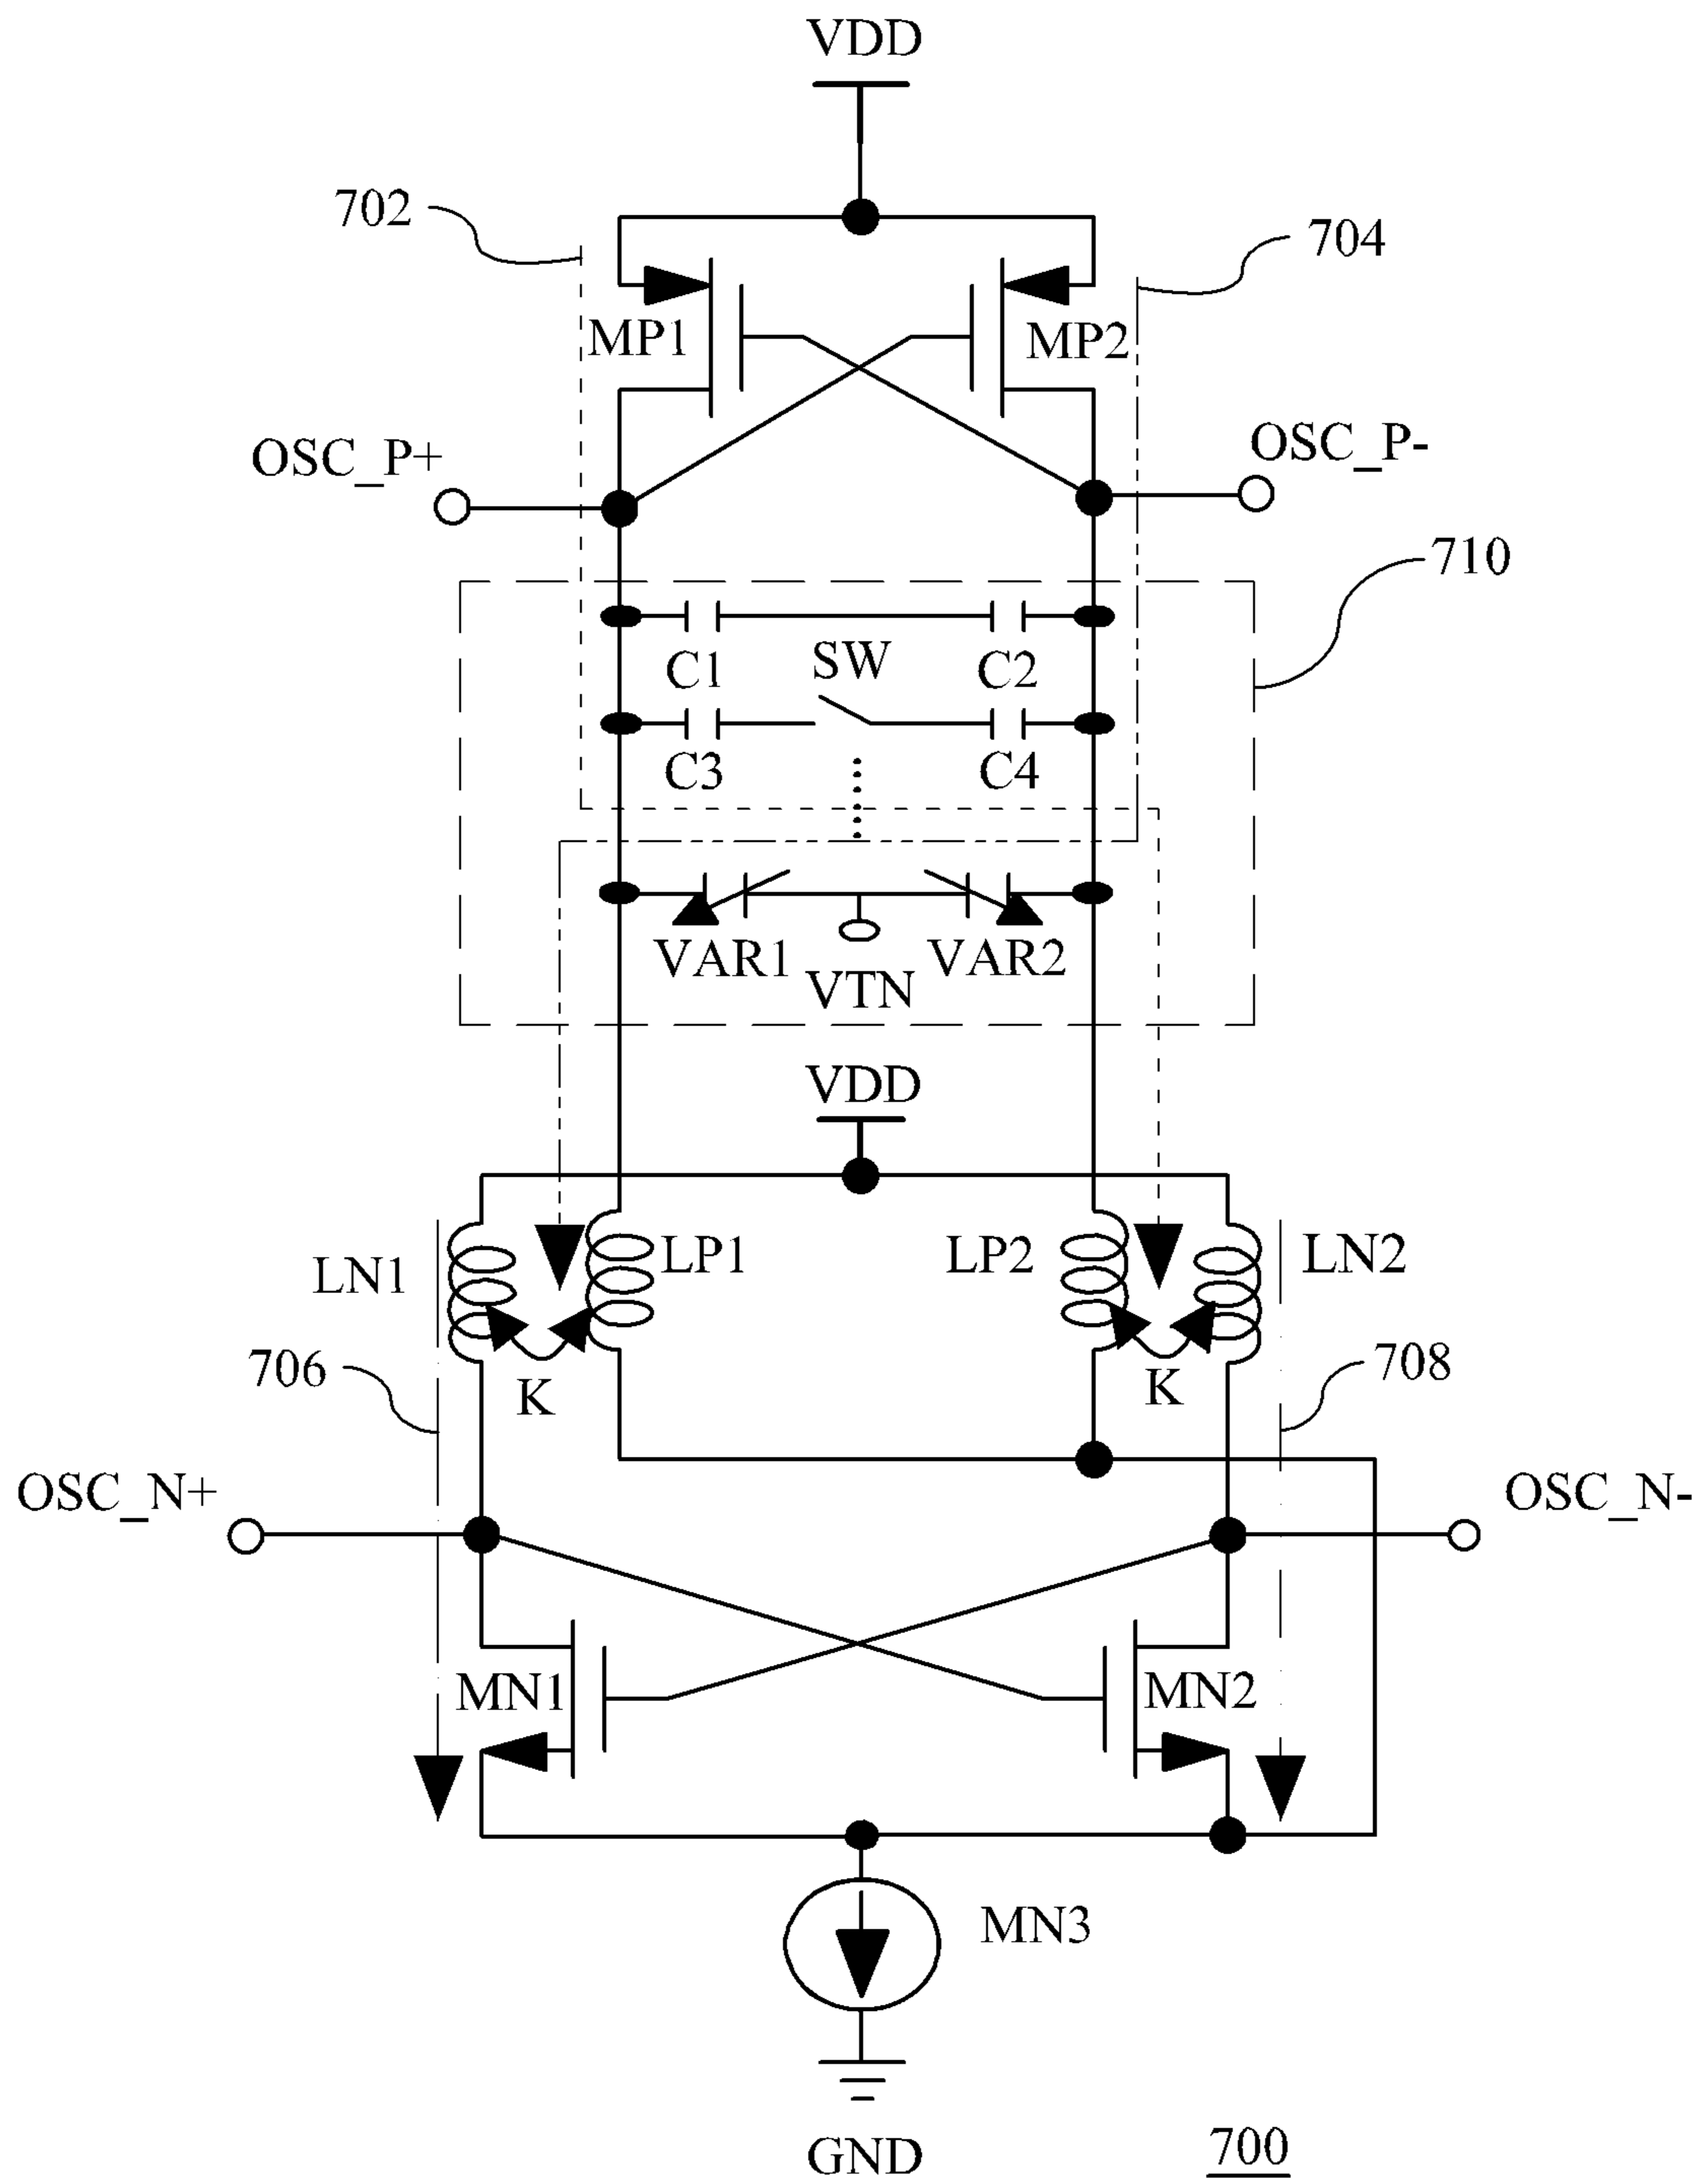 VDD
702
704
MP1
MP2
OSC_P+
OSC_P-
710
C1
SW
C2
C3
C4
VAR1
VAR2
VTN
VDD
LN1
LP1
LP2
LN2
706
K
K
708
OSC_N+
OSC_N-
MN1
MN2
MN3
GND
700